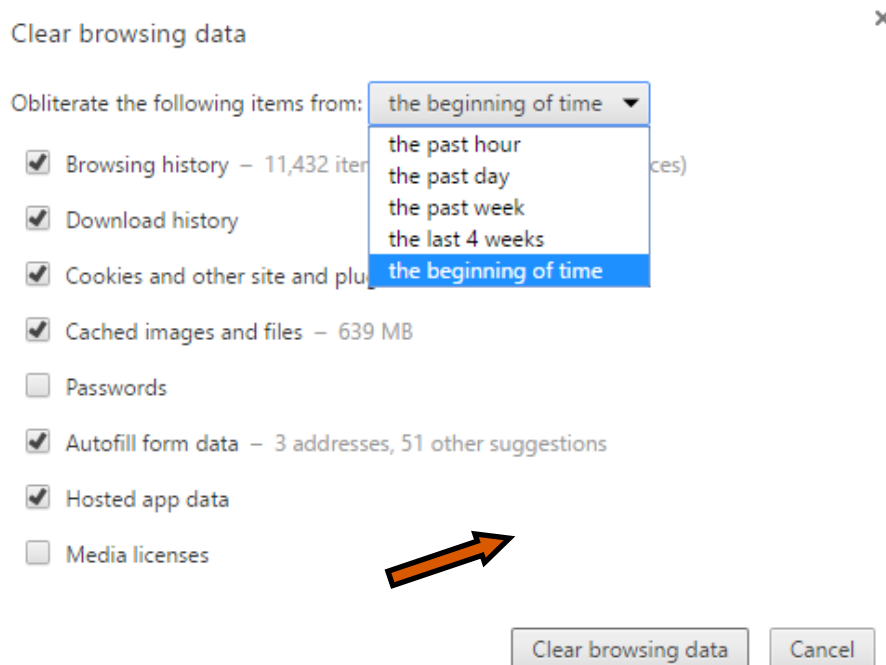 Clear browsing data
Obliterate the following items from: the beginning of time
the past hour
the past day
the past week
the last 4 weeks
the beginning of time
Browsing history – 11,432 ces)
Download history
Cookies and other site and
Cached images and files – 639 MB
Passwords
Autofill form data – 3 addresses, 51 other suggestions
Hosted app data
Media licenses
Clear browsing data Cancel